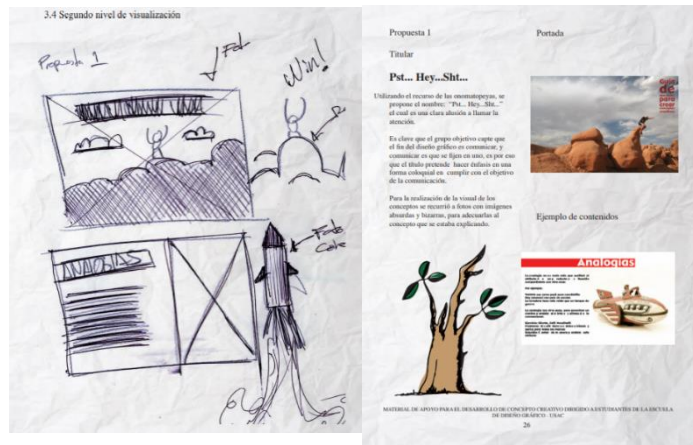 3.4 Segundo nivel de visualización
Propuesta 1
Win!
ANALOGIAS
Propuesta 1
Titular
Pst... Hey...Sht...
Utilizando el recurso de las onomatopeyas, se
propone el nombre: "Pst... Hey...Sht..."
el cual es una clara alusión a llamar la
atención.
Es clave que el grupo objetivo capte que
el fin del diseño gráfico es comunicar, y
comunicar es que se fijen en uno, es por eso
que el título pretende hacer énfasis en una
forma coloquial en cumplir con el objetivo
de la comunicación.
Para la realización de la visual de los
conceptos se recurrió a fotos con imágenes
absurdas y bizarras, para adecuarlas al
concepto que se estaba explicando.
Portada
Guía
de
para
crear
Ejemplo de contenidos
Analogías
MATERIAL DE APOYO PARA EL DESARROLLO DE CONCEPTO CREATIVO DIRIGIDO A ESTUDIANTES DE LA ESCUELA
DE DISEÑO GRÁFICO - USAC
26